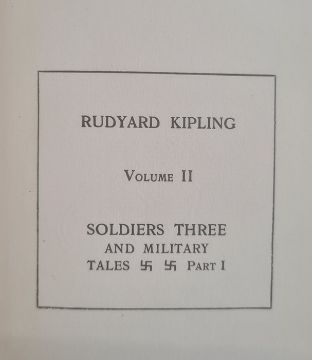 RUDYARD KIPLING
VOLUME II
SOLDIERS THREE
AND MILITARY
TALES 卐 卐 PART I